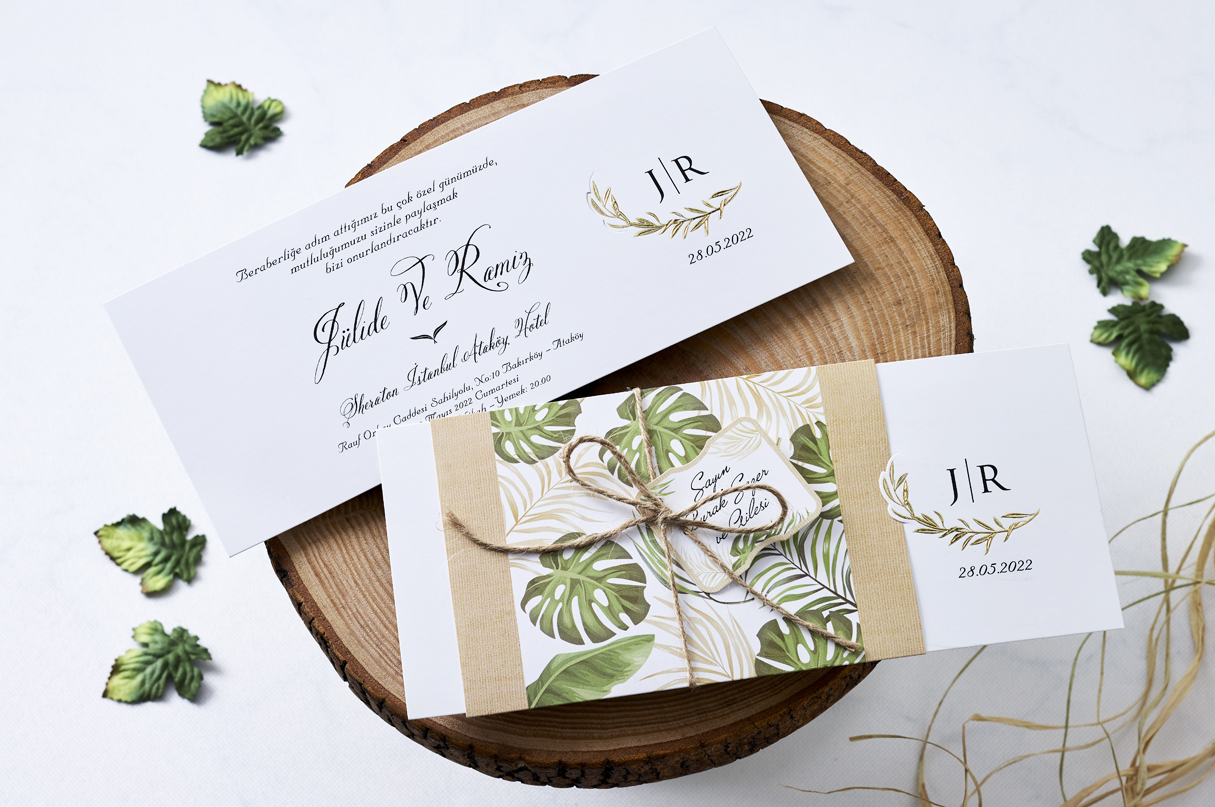 Beraberliğe adım attığımız bu çok özel günümüzde,
mutluluğumuzu sizinle paylaşmak
bizi onurlandıracaktır.
Jülide Ve Ramiz
Sheraton İstanbul Ataköy Hotel
Rauf Orbay Caddesi Sahilyolu, No:10 Bakırköy - Ataköy
Mayıs 2022 Cumartesi
- Yemek: 20.00
J|R
28.05.2022
Sayın
ve Ailesi
J|R
28.05.2022